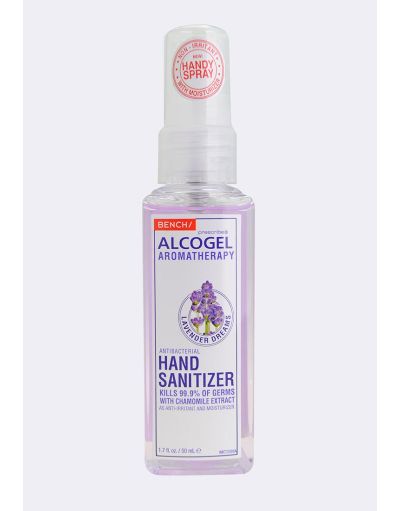 NON - IRRITANT
NEW!
HANDY
SPRAY
WITH MOISTURIZER
BENCH/
prescribes
ALCOGEL
AROMATHERAPY
LAVENDER DREAMS
ANTIBACTERIAL
HAND
SANITIZER
KILLS 99.9% OF GERMS
WITH CHAMOMILE EXTRACT
AS ANTI-IRRITANT AND MOISTURIZER
1.7 fl. oz. / 50 mL ℮